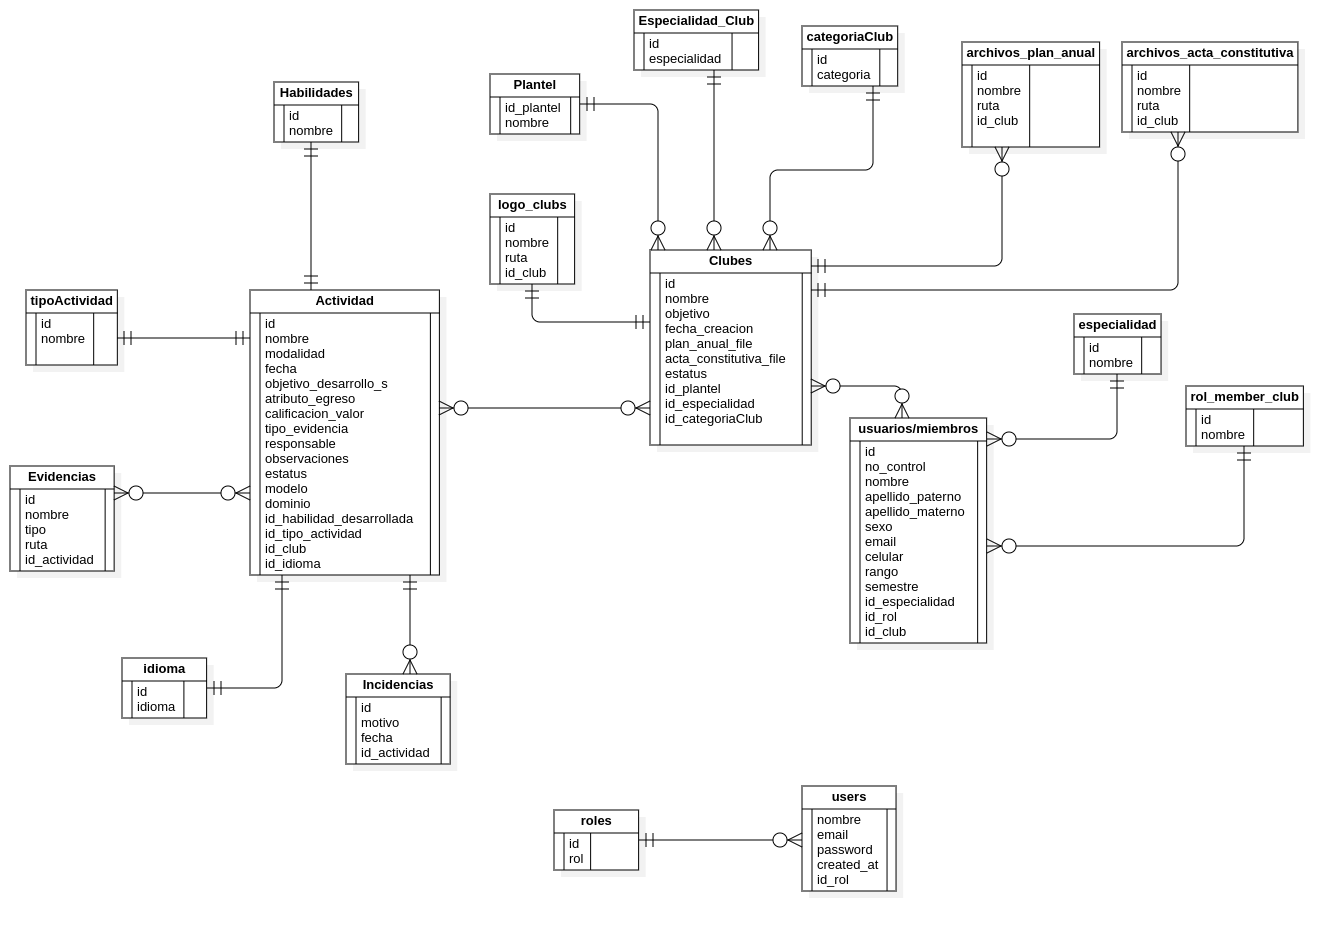 Especialidad_Club
id
especialidad
categoriaClub
id
categoria
archivos_plan_anual
id
nombre
ruta
id_club
archivos_acta_constitutiva
id
nombre
ruta
id_club
Plantel
id_plantel
nombre
Habilidades
id
nombre
logo_clubs
id
nombre
ruta
id_club
Clubes
id
nombre
objetivo
fecha_creacion
plan_anual_file
acta_constitutiva_file
estatus
id_plantel
id_especialidad
id_categoriaClub
tipoActividad
id
nombre
Actividad
id
nombre
modalidad
fecha
objetivo_desarrollo_s
atributo_egreso
calificacion_valor
tipo_evidencia
responsable
observaciones
estatus
modelo
dominio
id_habilidad_desarrollada
id_tipo_actividad
id_club
id_idioma
especialidad
id
nombre
rol_member_club
id
nombre
usuarios/miembros
id
no_control
nombre
apellido_paterno
apellido_materno
sexo
email
celular
rango
semestre
id_especialidad
id_rol
id_club
Evidencias
id
nombre
tipo
ruta
id_actividad
idioma
id
idioma
Incidencias
id
motivo
fecha
id_actividad
roles
id
rol
users
nombre
email
password
created_at
id_rol